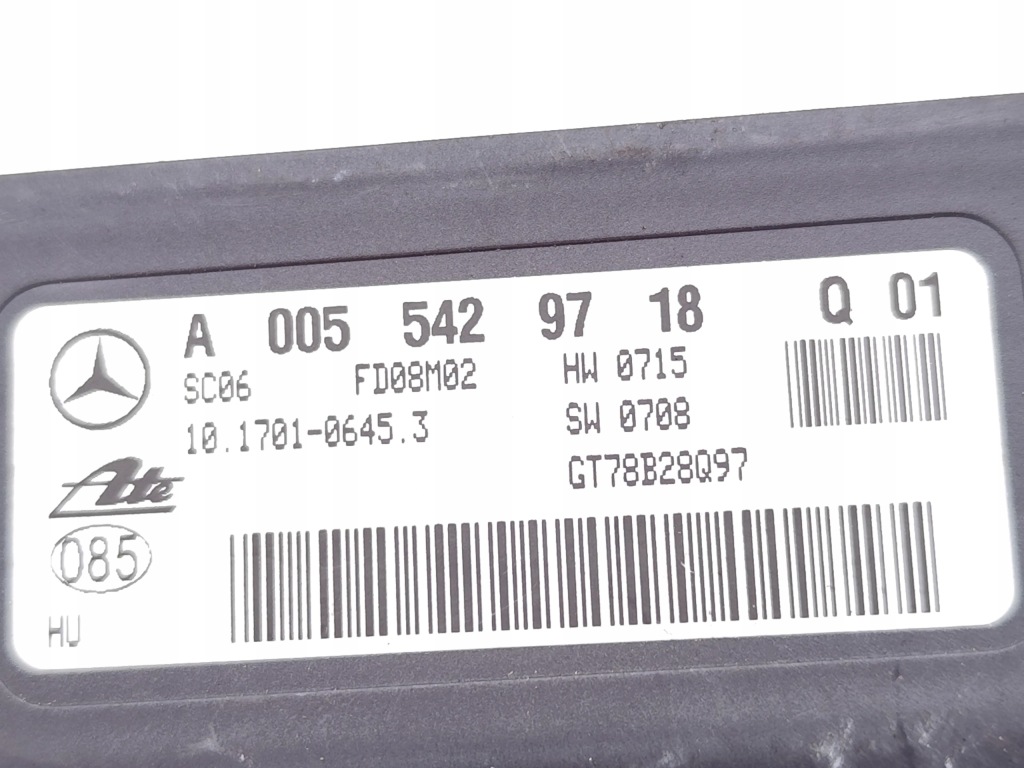 A 005 542 97 18 Q 01
SC06 FD08M02 HW 0715
10.1701-0645.3 SW 0708
GT78B28Q97
Ate
085
HU